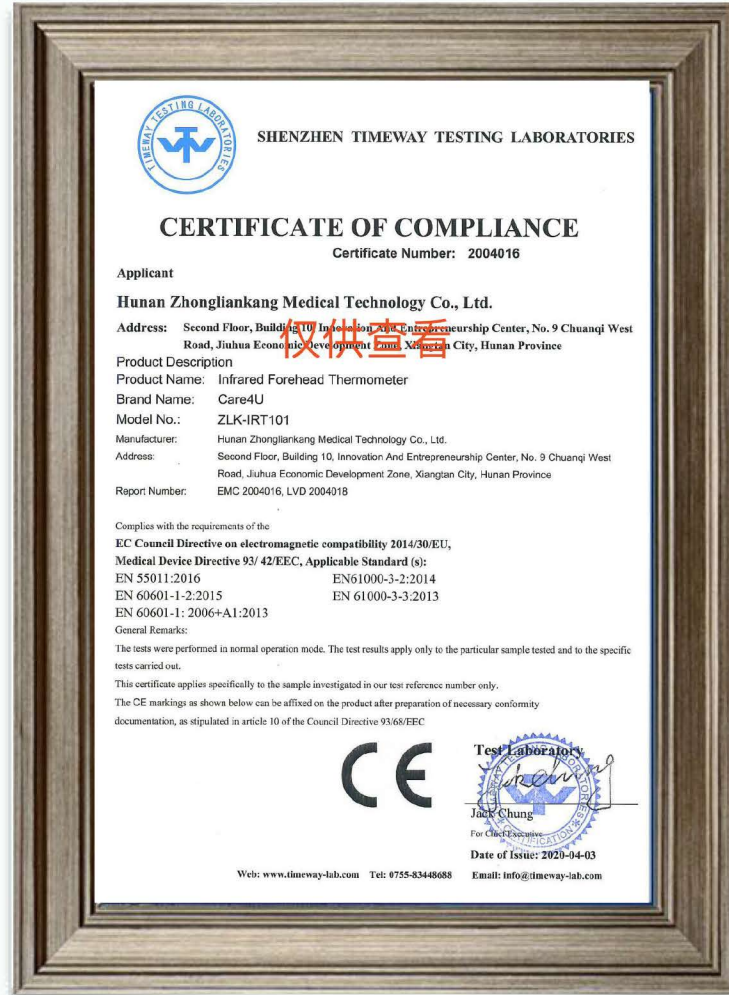 TIMEWAY TESTING LABORATORIES
SHENZHEN TIMEWAY TESTING LABORATORIES
CERTIFICATE OF COMPLIANCE
Certificate Number: 2004016
Applicant
Hunan Zhongliankang Medical Technology Co., Ltd.
Address: Second Floor, Building 10, Innovation And Entrepreneurship Center, No. 9 Chuanqi West
Road, Jiuhua Economic Development Zone, Xiangtan City, Hunan Province
仅供查看
Product Description
Product Name: Infrared Forehead Thermometer
Brand Name: Care4U
Model No.: ZLK-IRT101
Manufacturer: Hunan Zhongliankang Medical Technology Co., Ltd.
Address: Second Floor, Building 10, Innovation And Entrepreneurship Center, No. 9 Chuanqi West
Road, Jiuhua Economic Development Zone, Xiangtan City, Hunan Province
Report Number: EMC 2004016, LVD 2004018
Complies with the requirements of the
EC Council Directive on electromagnetic compatibility 2014/30/EU,
Medical Device Directive 93/ 42/EEC, Applicable Standard (s):
EN 55011:2016 EN61000-3-2:2014
EN 60601-1-2:2015 EN 61000-3-3:2013
EN 60601-1: 2006+A1:2013
General Remarks:
The tests were performed in normal operation mode. The test results apply only to the particular sample tested and to the specific
tests carried out.
This certificate applies specifically to the sample investigated in our test reference number only.
The CE markings as shown below can be affixed on the product after preparation of necessary conformity
documentation, as stipulated in article 10 of the Council Directive 93/68/EEC
CE
Test Laboratory
TIMEWAY TESTING LABORATORIES
CERTIFICATION
Jack Chung
For Chief Executive
Date of Issue: 2020-04-03
Web: www.timeway-lab.com Tel: 0755-83448688 Email: info@timeway-lab.com